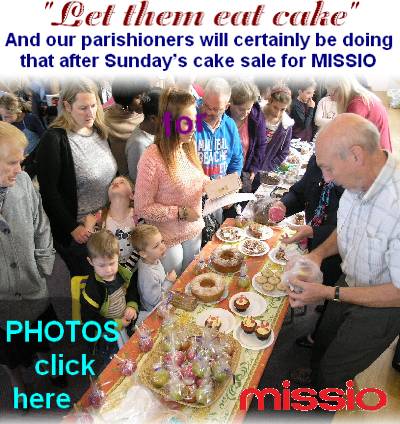 "Let them eat cake"
And our parishioners will certainly be doing
that after Sunday's cake sale for MISSIO
for
PHOTOS
click
here
missio